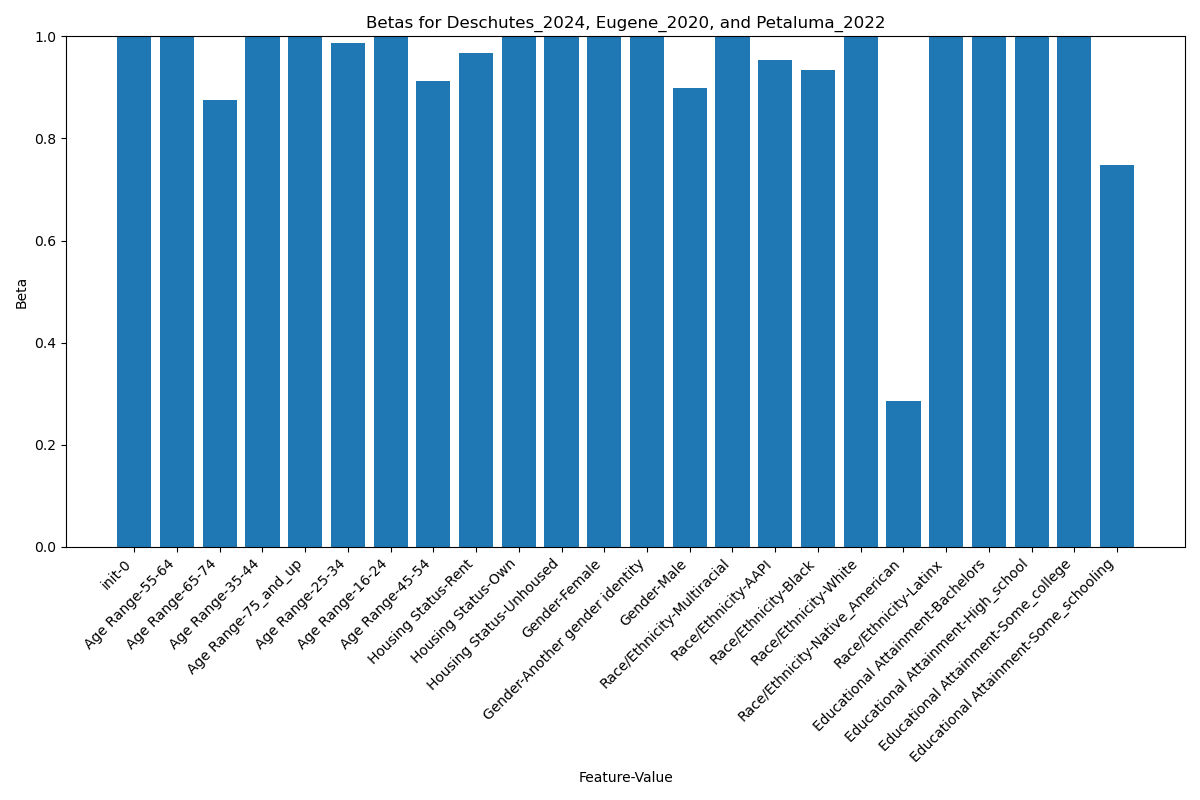 Betas for Deschutes_2024, Eugene_2020, and Petaluma_2022
1.0
0.8
0.6
0.4
0.2
0.0
Beta
init-0
Age Range-55-64
Age Range-65-74
Age Range-35-44
Age Range-75_and_up
Age Range-25-34
Age Range-16-24
Age Range-45-54
Housing Status-Rent
Housing Status-Own
Housing Status-Unhoused
Gender-Female
Gender-Another gender identity
Gender-Male
Race/Ethnicity-Multiracial
Race/Ethnicity-AAPI
Race/Ethnicity-Black
Race/Ethnicity-White
Race/Ethnicity-Native_American
Race/Ethnicity-Latinx
Educational Attainment-Bachelors
Educational Attainment-High_school
Educational Attainment-Some_college
Educational Attainment-Some_schooling
Feature-Value